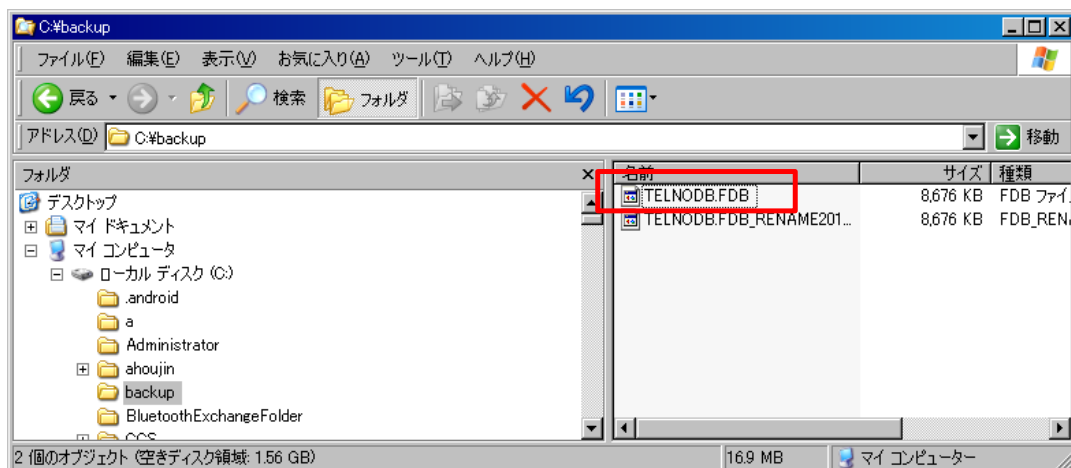 C:¥backup
ファイル(F) 編集(E) 表示(V) お気に入り(A) ツール(T) ヘルプ(H)
戻る 検索 フォルダ
アドレス(D) C:¥backup 移動
フォルダ
デスクトップ
マイ ドキュメント
マイ コンピュータ
ローカル ディスク (C:)
.android
a
Administrator
ahoujin
backup
BluetoothExchangeFolder
CCS
名前 サイズ 種類
TELNODB.FDB 8,676 KB FDB ファイ
TELNODB.FDB_RENAME201... 8,676 KB FDB_REN
2 個のオブジェクト (空きディスク領域: 1.56 GB) 16.9 MB マイ コンピューター